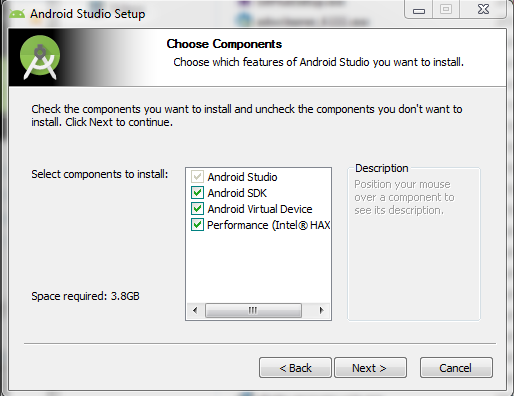 Android Studio Setup
Choose Components
Choose which features of Android Studio you want to install.
Check the components you want to install and uncheck the components you don't want to
install. Click Next to continue.
Select components to install:
Android Studio
Android SDK
Android Virtual Device
Performance (Intel® HAX
Description
Position your mouse
over a component to
see its description.
Space required: 3.8GB
< Back
Next >
Cancel